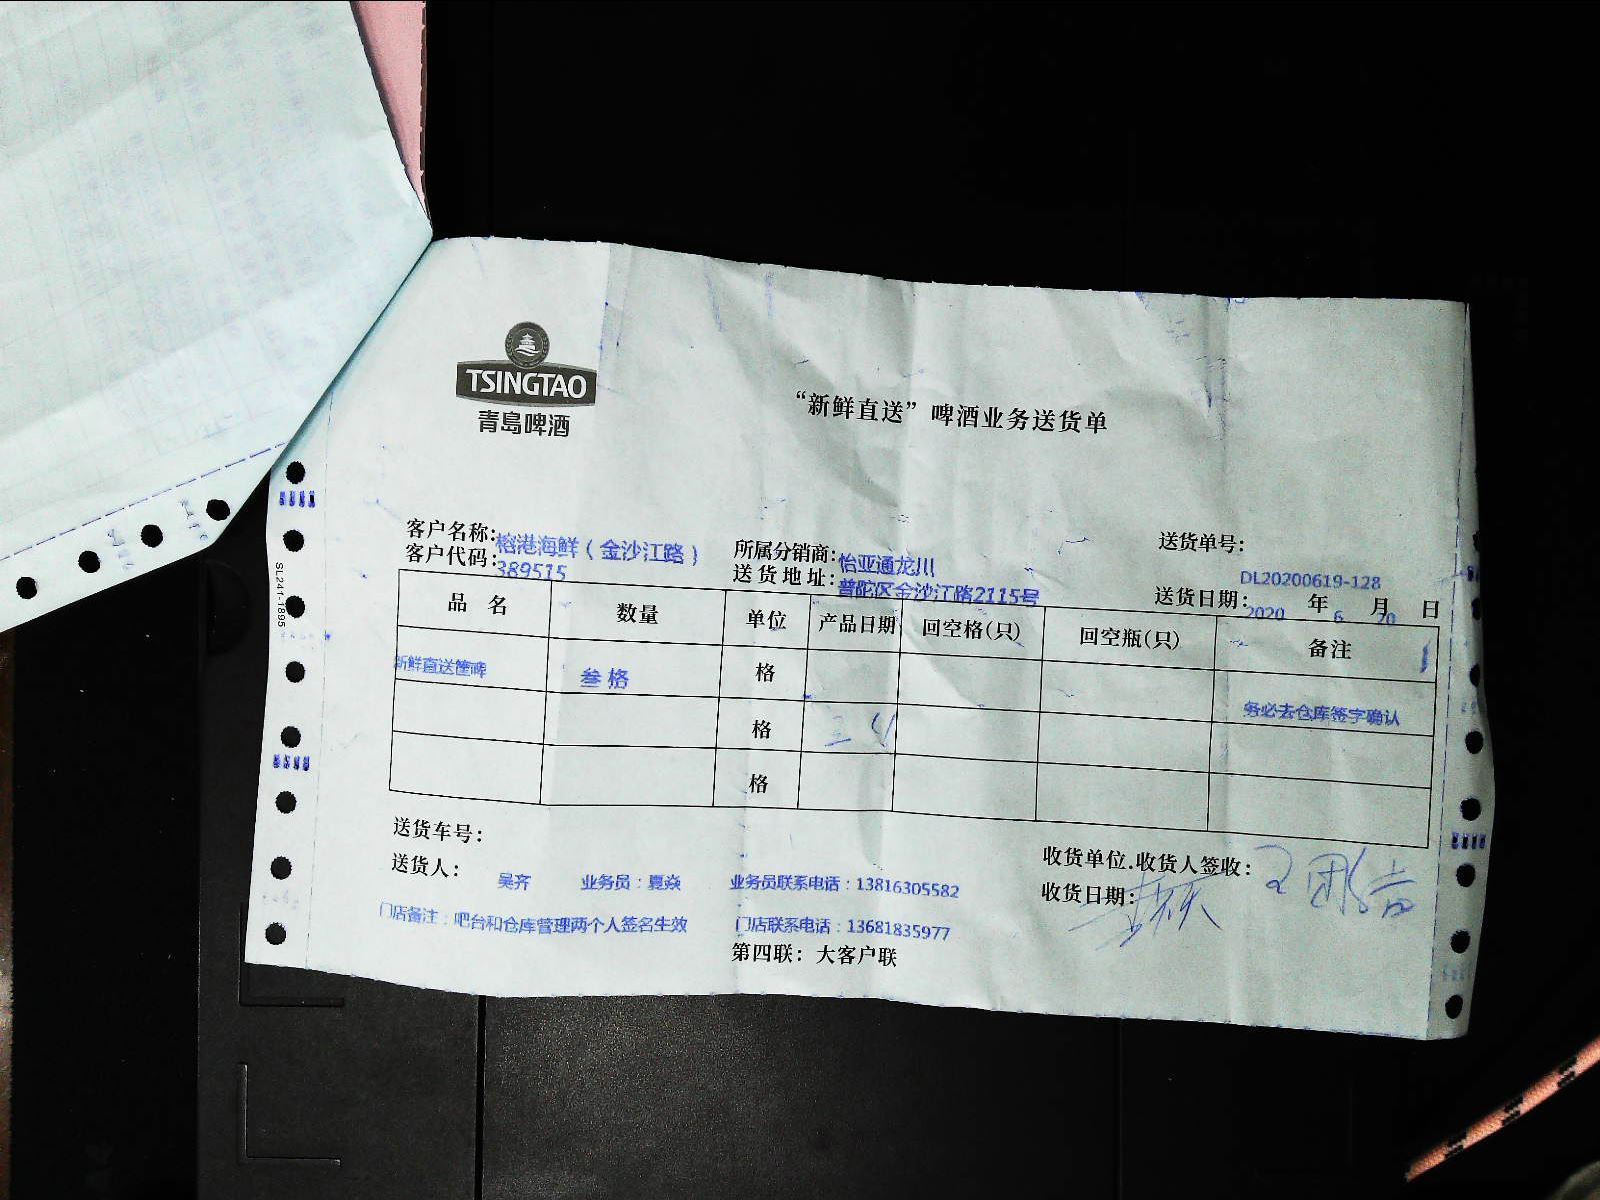 TSINGTAO
青岛啤酒
“新鲜直送”啤酒业务送货单
客户名称：榕港海鲜（金沙江路） 所属分销商：怡亚通龙川 送货单号：DL20200619-128
客户代码：389515 送货地址：普陀区金沙江路2115号 送货日期：2020 年 6 月 20 日
品 名 数量 单位 产品日期 回空格(只) 回空瓶(只) 备注
新鲜直送筐啤 叁格 格 务必去仓库签字确认
格
格
送货车号：
送货人： 吴齐 业务员：夏焱 业务员联系电话：13816305582 收货单位.收货人签收：
收货日期：
门店备注：吧台和仓库管理两个人签名生效 门店联系电话：13681835977
第四联：大客户联
SL241-1895